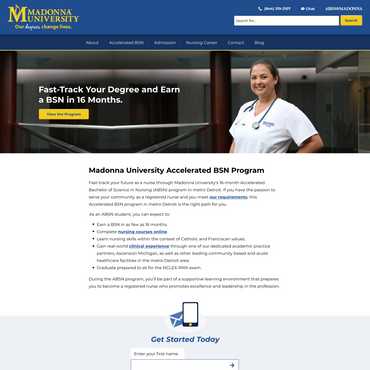 MADONNA
UNIVERSITY
Our degrees change lives.
(844) 319-2107
Chat
ABSN@MADONNA
Search for...
Search
About
Accelerated BSN
Admission
Nursing Career
Contact
Blog
Fast-Track Your Degree and Earn
a BSN in 16 Months.
View the Program
Madonna University Accelerated BSN Program
Fast-track your future as a nurse through Madonna University's 16-month Accelerated
Bachelor of Science in Nursing (ABSN) program in metro Detroit. If you have the passion to
serve your community as a registered nurse and you meet our requirements, this
Accelerated BSN program in metro Detroit is the right path for you.
As an ABSN student, you can expect to:
Earn a BSN in as few as 16 months.
Complete nursing courses online.
Learn nursing skills within the context of Catholic and Franciscan values.
Gain real-world clinical experience through one of our dedicated academic practice
partners, Ascension Michigan, as well as other leading community based and acute
healthcare facilities in the metro Detroit area.
Graduate prepared to sit for the NCLEX-RN® exam.
During the ABSN program, you'll be part of a supportive learning environment that prepares
you to become a registered nurse who promotes excellence and leadership in the profession.
Get Started Today
Enter your first name